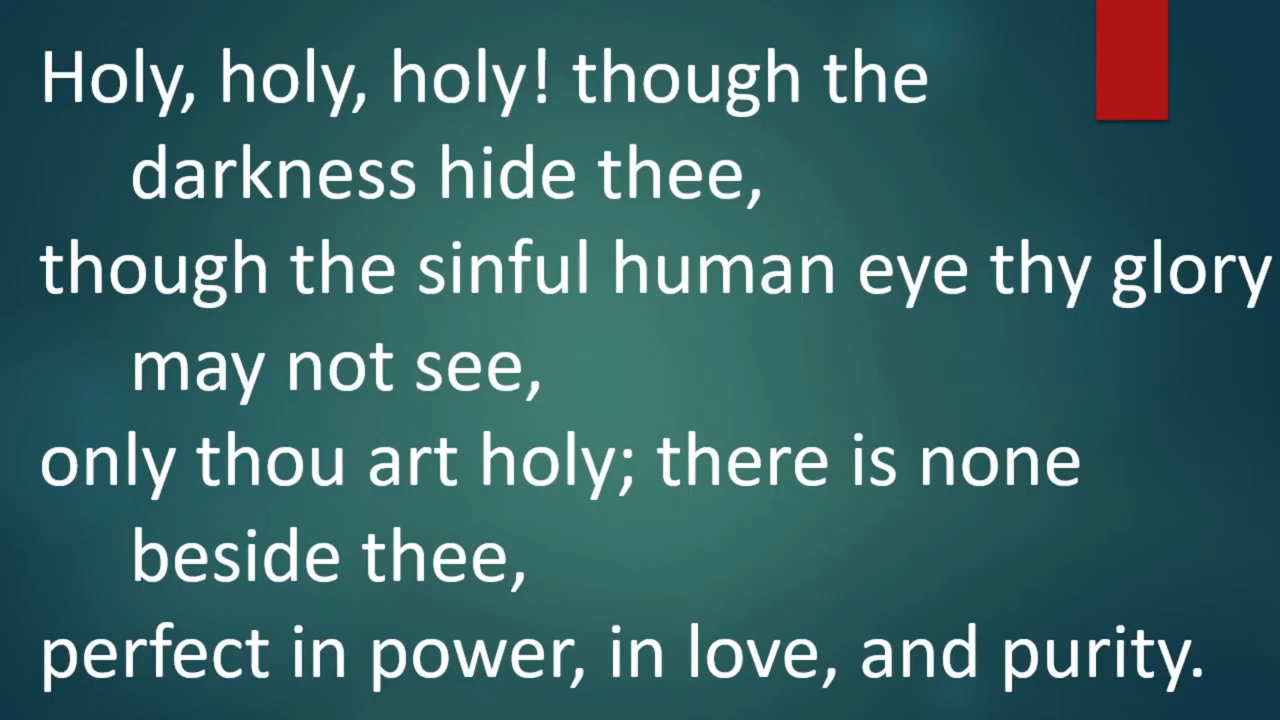 Holy, holy, holy! though the
darkness hide thee,
though the sinful human eye thy glory
may not see,
only thou art holy; there is none
beside thee,
perfect in power, in love, and purity.